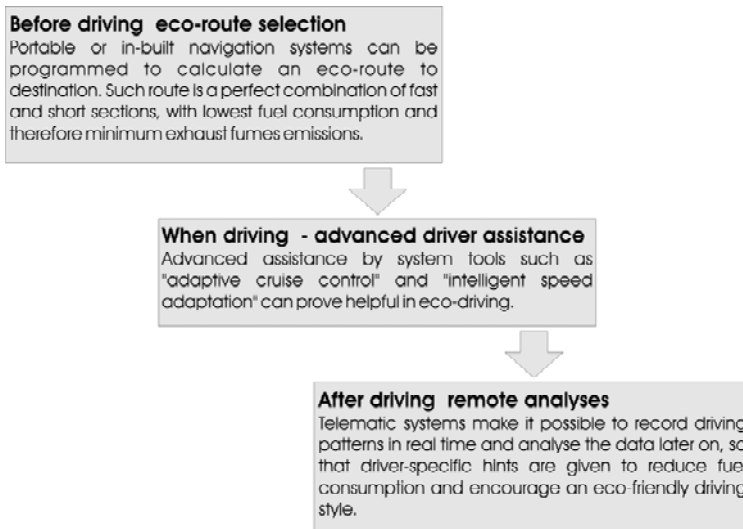 Before driving eco-route selection
Portable or in-built navigation systems can be
programmed to calculate an eco-route to
destination. Such route is a perfect combination of fast
and short sections, with lowest fuel consumption and
therefore minimum exhaust fumes emissions.
When driving - advanced driver assistance
Advanced assistance by system tools such as
"adaptive cruise control" and "intelligent speed
adaptation" can prove helpful in eco-driving.
After driving remote analyses
Telematic systems make it possible to record driving
patterns in real time and analyse the data later on, so
that driver-specific hints are given to reduce fuel
consumption and encourage an eco-friendly driving
style.